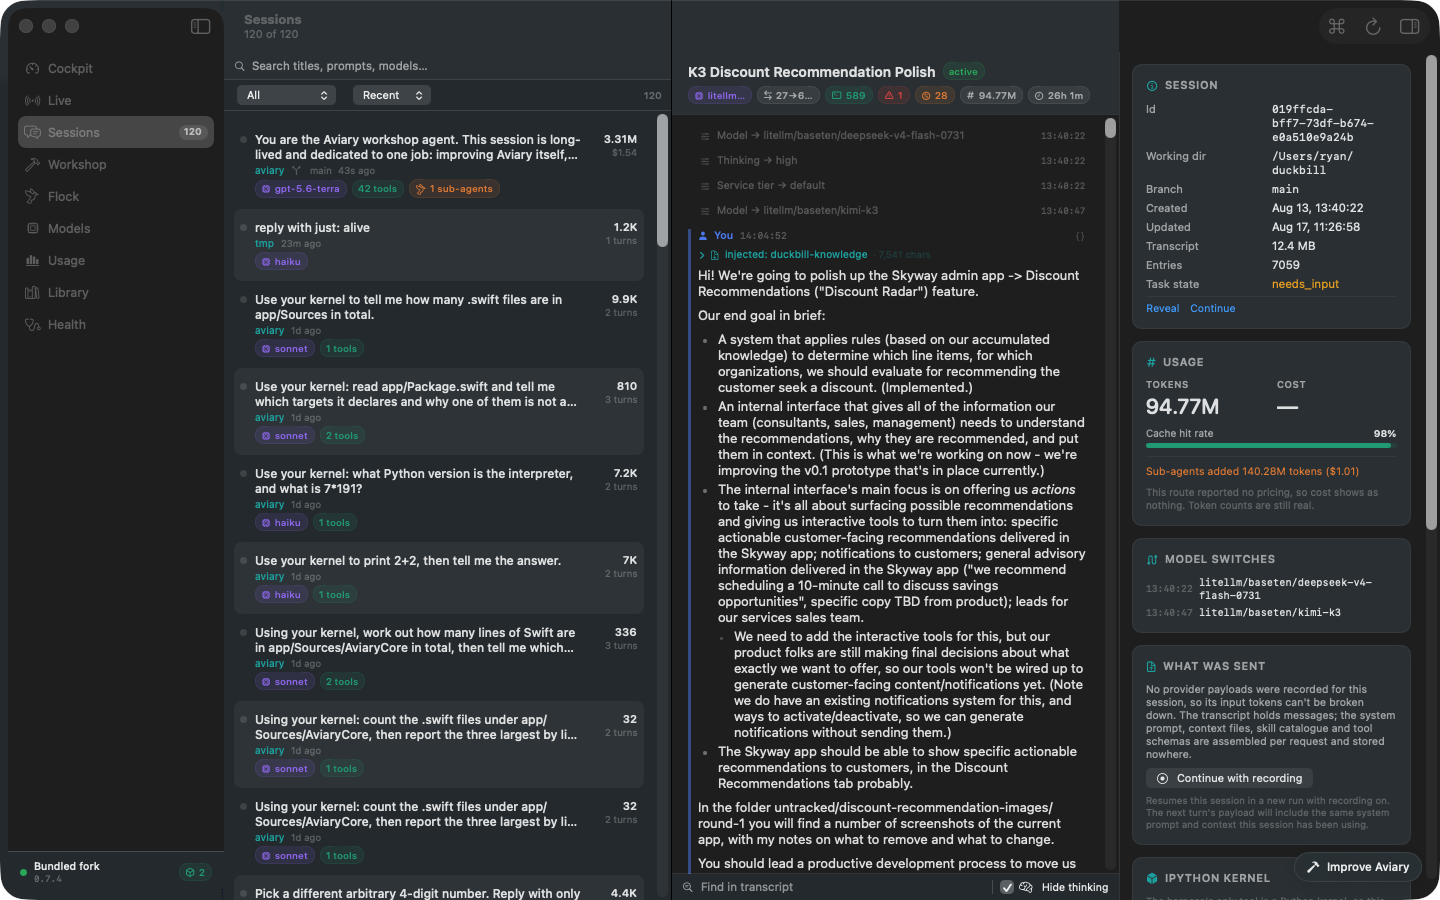 Cockpit
Live
Sessions 120
Workshop
Flock
Models
Usage
Library
Health
Bundled fork
0.7.4
2
Sessions
120 of 120
Search titles, prompts, models...
All
Recent
120
You are the Aviary workshop agent. This session is long-
lived and dedicated to one job: improving Aviary itself,...
3.31M
$1.54
aviary main 43s ago
gpt-5.6-terra 42 tools 1 sub-agents
reply with just: alive
1.2K
tmp 23m ago
1 turns
haiku
Use your kernel to tell me how many .swift files are in
app/Sources in total.
9.9K
2 turns
aviary 1d ago
sonnet 1 tools
Use your kernel: read app/Package.swift and tell me
which targets it declares and why one of them is not a...
810
3 turns
aviary 1d ago
sonnet 2 tools
Use your kernel: what Python version is the interpreter,
and what is 7*191?
7.2K
2 turns
aviary 1d ago
haiku 1 tools
Use your kernel to print 2+2, then tell me the answer.
7K
2 turns
aviary 1d ago
haiku 1 tools
Using your kernel, work out how many lines of Swift are
in app/Sources/AviaryCore in total, then tell me which...
336
3 turns
aviary 1d ago
sonnet 2 tools
Using your kernel: count the .swift files under app/
Sources/AviaryCore, then report the three largest by li...
32
2 turns
aviary 1d ago
sonnet 1 tools
Using your kernel: count the .swift files under app/
Sources/AviaryCore, then report the three largest by li...
32
2 turns
aviary 1d ago
sonnet 1 tools
Pick a different arbitrary 4-digit number. Reply with only
4.4K
K3 Discount Recommendation Polish active
litellm... 27→6... 589 1 28 # 94.77M 26h 1m
Model → litellm/baseten/deepseek-v4-flash-0731 13:40:22
Thinking → high 13:40:22
Service tier → default 13:40:22
Model → litellm/baseten/kimi-k3 13:40:47
You 14:04:52 {}
injected: duckbill-knowledge · 7,541 chars
Hi! We're going to polish up the Skyway admin app -> Discount
Recommendations ("Discount Radar") feature.
Our end goal in brief:
• A system that applies rules (based on our accumulated
knowledge) to determine which line items, for which
organizations, we should evaluate for recommending the
customer seek a discount. (Implemented.)
• An internal interface that gives all of the information our
team (consultants, sales, management) needs to understand
the recommendations, why they are recommended, and put
them in context. (This is what we're working on now - we're
improving the v0.1 prototype that's in place currently.)
• The internal interface's main focus is on offering us actions
to take - it's all about surfacing possible recommendations
and giving us interactive tools to turn them into: specific
actionable customer-facing recommendations delivered in
the Skyway app; notifications to customers; general advisory
information delivered in the Skyway app ("we recommend
scheduling a 10-minute call to discuss savings
opportunities", specific copy TBD from product); leads for
our services sales team.
• We need to add the interactive tools for this, but our
product folks are still making final decisions about what
exactly we want to offer, so our tools won't be wired up to
generate customer-facing content/notifications yet. (Note
we do have an existing notifications system for this, and
ways to activate/deactivate, so we can generate
notifications without sending them.)
• The Skyway app should be able to show specific actionable
recommendations to customers, in the Discount
Recommendations tab probably.
In the folder untracked/discount-recommendation-images/
round-1 you will find a number of screenshots of the current
app, with my notes on what to remove and what to change.
You should lead a productive development process to move us
Find in transcript
Hide thinking
SESSION
Id 019ffcda-
bff7-73df-b674-
e0a510e9a24b
Working dir /Users/ryan/
duckbill
Branch main
Created Aug 13, 13:40:22
Updated Aug 17, 11:26:58
Transcript 12.4 MB
Entries 7059
Task state needs_input
Reveal Continue
# USAGE
TOKENS COST
94.77M —
Cache hit rate 98%
Sub-agents added 140.28M tokens ($1.01)
This route reported no pricing, so cost shows as
nothing. Token counts are still real.
MODEL SWITCHES
13:40:22 litellm/baseten/deepseek-v4-
flash-0731
13:40:47 litellm/baseten/kimi-k3
WHAT WAS SENT
No provider payloads were recorded for this
session, so its input tokens can't be broken
down. The transcript holds messages; the system
prompt, context files, skill catalogue and tool
schemas are assembled per request and stored
nowhere.
Continue with recording
Resumes this session in a new run with recording on.
The next turn's payload will include the same system
prompt and context this session has been using.
IPYTHON KERNEL
Improve Aviary